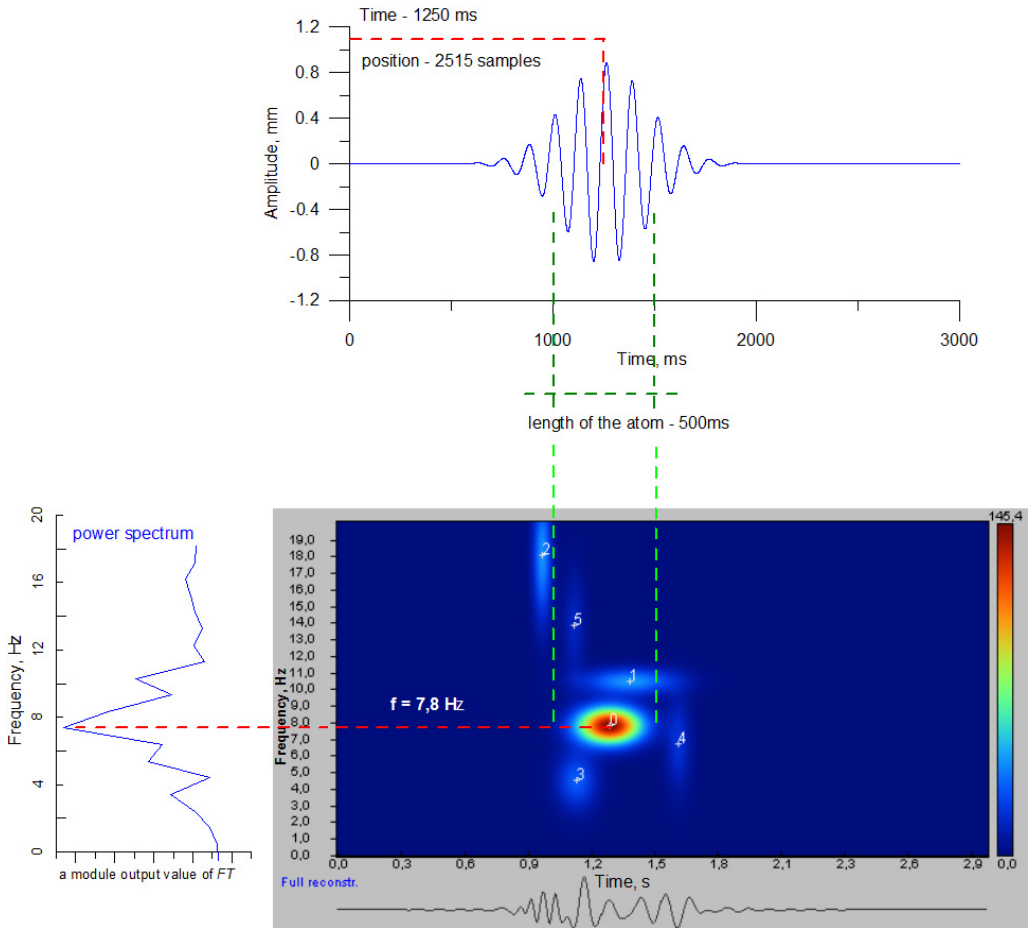 Time - 1250 ms
position - 2515 samples
Amplitude, mm
1.2
0.8
0.4
0
-0.4
-0.8
-1.2
0 1000 2000 3000
Time, ms
length of the atom - 500ms
power spectrum
Frequency, Hz
20
16
12
8
4
0
a module output value of FT
f = 7,8 Hz
Frequency, Hz
19,0
18,0
17,0
16,0
15,0
14,0
13,0
12,0
11,0
10,0
9,0
8,0
7,0
6,0
5,0
4,0
3,0
2,0
1,0
0,0
2
5
1
0
4
3
145,4
0,0
0,0 0,3 0,6 0,9 1,2 1,5 1,8 2,1 2,3 2,6 2,9
Time, s
Full reconstr.